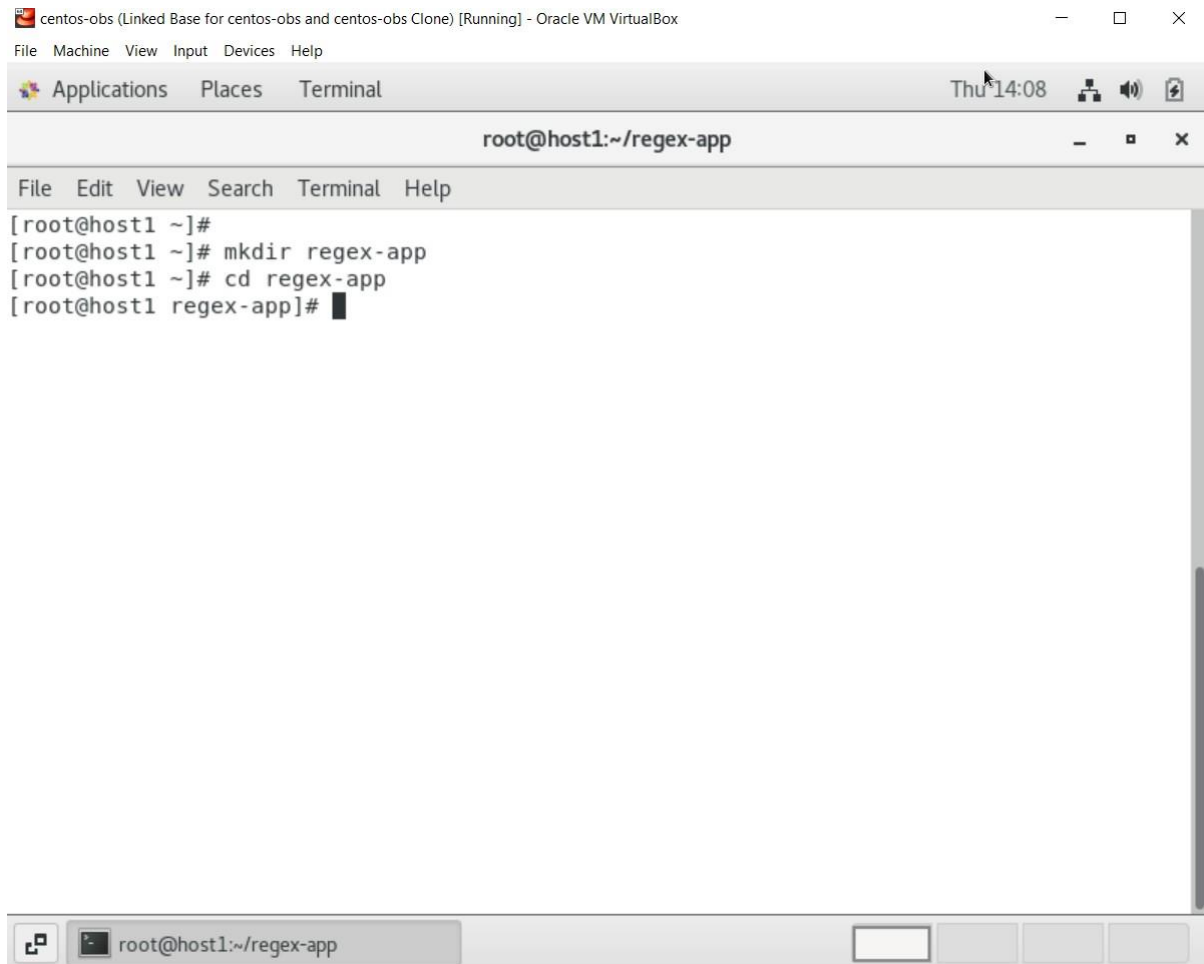 centos-obs (Linked Base for centos-obs and centos-obs Clone) [Running] - Oracle VM VirtualBox
File Machine View Input Devices Help
Applications Places Terminal Thu 14:08
root@host1:~/regex-app
File Edit View Search Terminal Help
[root@host1 ~]#
[root@host1 ~]# mkdir regex-app
[root@host1 ~]# cd regex-app
[root@host1 regex-app]#
root@host1:~/regex-app